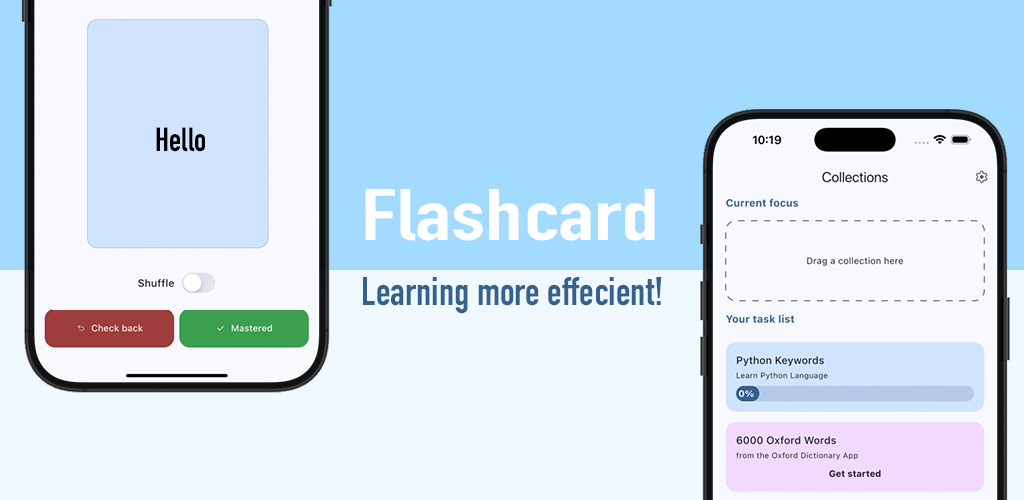 Hello
Shuffle
Check back
Mastered
Flashcard
Learning more effecient!
10:19
Collections
Current focus
Drag a collection here
Your task list
Python Keywords
Learn Python Language
0%
6000 Oxford Words
from the Oxford Dictionary App
Get started